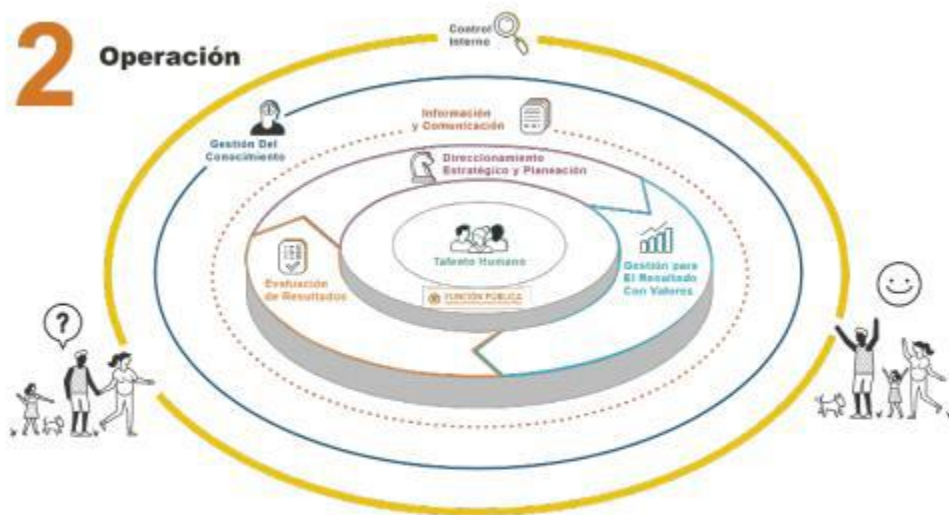 2
Operación
Control
Interno
Información
y Comunicación
Gestión Del
Conocimiento
Direccionamiento
Estratégico y Planeación
Talento Humano
Gestión para
El Resultado
Con Valores
Evaluación
de Resultados
FUNCIÓN PÚBLICA
?